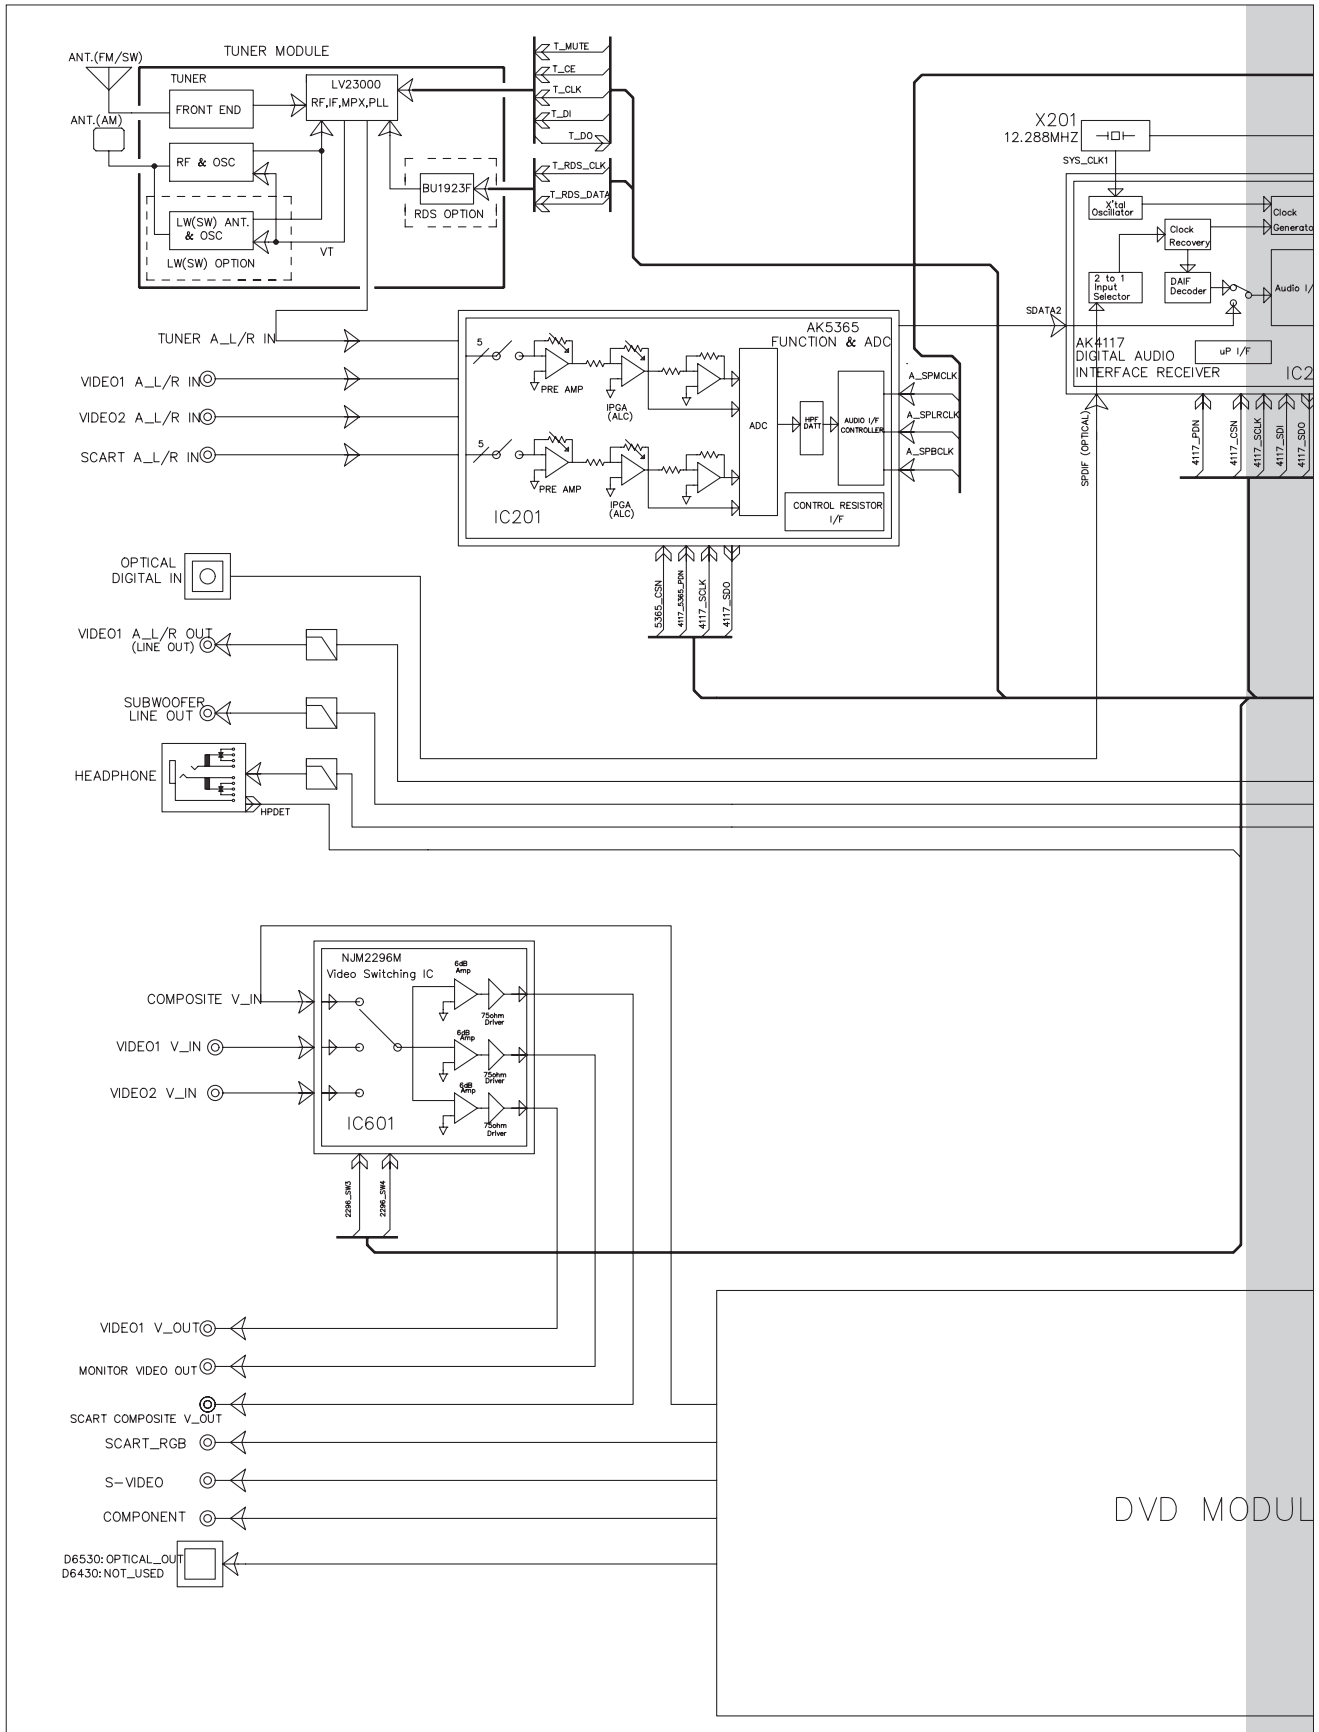 TUNER MODULE
ANT.(FM/SW)
TUNER
FRONT END
LV23000
RF,IF,MPX,PLL
ANT.(AM)
RF & OSC
LW(SW) ANT.
& OSC
LW(SW) OPTION
VT
BU1923F
RDS OPTION
T_MUTE
T_CE
T_CLK
T_DI
T_DO
T_RDS_CLK
T_RDS_DATA
X201
12.288MHZ
SYS_CLK1
X'tal
Oscillator
Clock
Recovery
Clock
Generato
2 to 1
Input
Selector
DAIF
Decoder
Audio I/
SDATA2
AK4117
DIGITAL AUDIO
INTERFACE RECEIVER
uP I/F
IC2
SPDIF (OPTICAL)
4117_PDN
4117_CSN
4117_SCLK
4117_SDI
4117_SDO
TUNER A_L/R IN
VIDEO1 A_L/R IN
VIDEO2 A_L/R IN
SCART A_L/R IN
AK5365
FUNCTION & ADC
5
PRE AMP
IPGA
(ALC)
5
PRE AMP
IPGA
(ALC)
ADC
HPF
DATT
AUDIO I/F
CONTROLLER
CONTROL RESISTOR
I/F
IC201
A_SPMCLK
A_SPLRCLK
A_SPBCLK
5365_CSN
4117_5365_PDN
4117_SCLK
4117_SDO
OPTICAL
DIGITAL IN
VIDEO1 A_L/R OUT
(LINE OUT)
SUBWOOFER
LINE OUT
HEADPHONE
HPDET
NJM2296M
Video Switching IC
6dB
Amp
75ohm
Driver
6dB
Amp
75ohm
Driver
6dB
Amp
75ohm
Driver
IC601
COMPOSITE V_IN
VIDEO1 V_IN
VIDEO2 V_IN
2296_SW3
2296_SW4
VIDEO1 V_OUT
MONITOR VIDEO OUT
SCART COMPOSITE V_OUT
SCART_RGB
S-VIDEO
COMPONENT
D6530:OPTICAL_OUT
D6430:NOT_USED
DVD MODUL